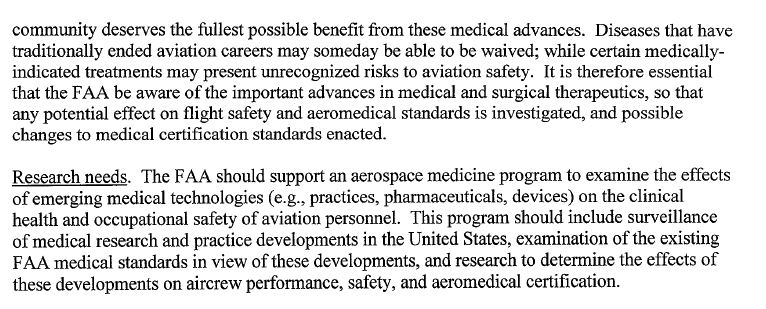 community deserves the fullest possible benefit from these medical advances.  Diseases that have
traditionally ended aviation careers may someday be able to be waived; while certain medically-
indicated treatments may present unrecognized risks to aviation safety.  It is therefore essential
that the FAA be aware of the important advances in medical and surgical therapeutics, so that
any potential effect on flight safety and aeromedical standards is investigated, and possible
changes to medical certification standards enacted.

Research needs.  The FAA should support an aerospace medicine program to examine the effects
of emerging medical technologies (e.g., practices, pharmaceuticals, devices) on the clinical
health and occupational safety of aviation personnel.  This program should include surveillance
of medical research and practice developments in the United States, examination of the existing
FAA medical standards in view of these developments, and research to determine the effects of
these developments on aircrew performance, safety, and aeromedical certification.